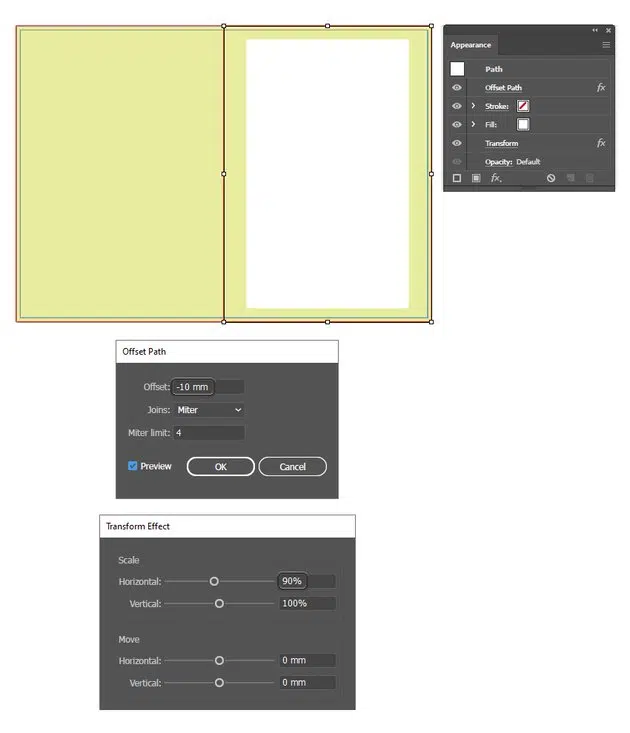 Appearance
Path
Offset Path fx
Stroke:
Fill:
Transform fx
Opacity: Default
fx.
Offset Path
Offset: -10 mm
Joins: Miter
Miter limit: 4
Preview OK Cancel
Transform Effect
Scale
Horizontal: 90%
Vertical: 100%
Move
Horizontal: 0 mm
Vertical: 0 mm